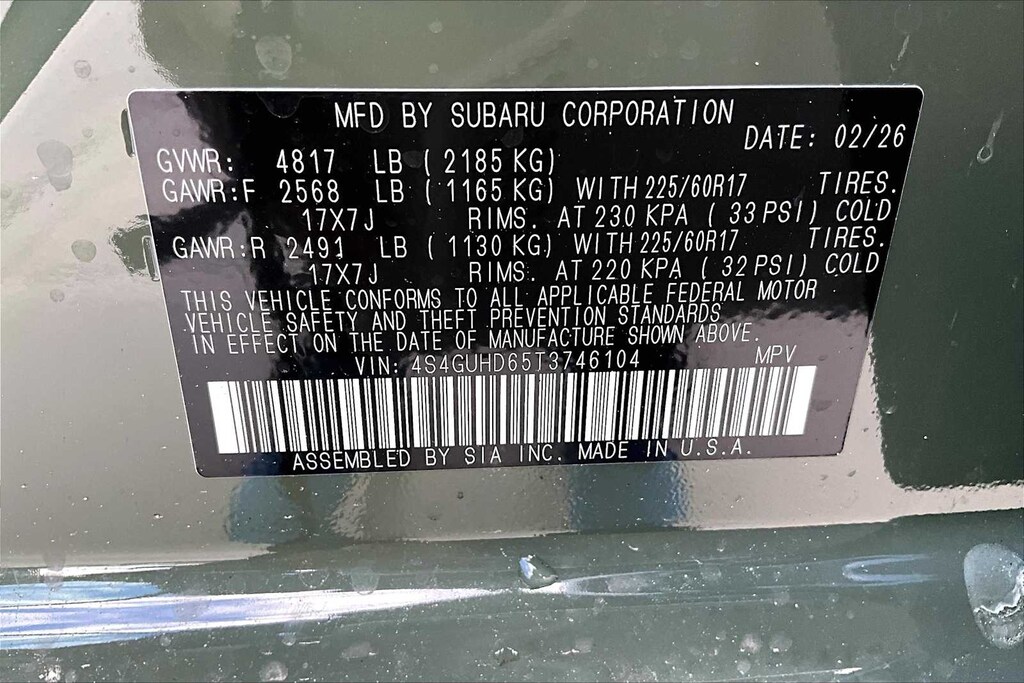 MFD BY SUBARU CORPORATION
DATE: 02/26
GVWR: 4817 LB (2185 KG)
GAWR:F 2568 LB (1165 KG) WITH 225/60R17 TIRES.
17X7J RIMS. AT 230 KPA (33 PSI) COLD
GAWR:R 2491 LB (1130 KG) WITH 225/60R17 TIRES.
17X7J RIMS. AT 220 KPA (32 PSI) COLD
THIS VEHICLE CONFORMS TO ALL APPLICABLE FEDERAL MOTOR
VEHICLE SAFETY AND THEFT PREVENTION STANDARDS
IN EFFECT ON THE DATE OF MANUFACTURE SHOWN ABOVE.
VIN: 4S4GUHD65T3746104 MPV
ASSEMBLED BY SIA INC. MADE IN U.S.A.